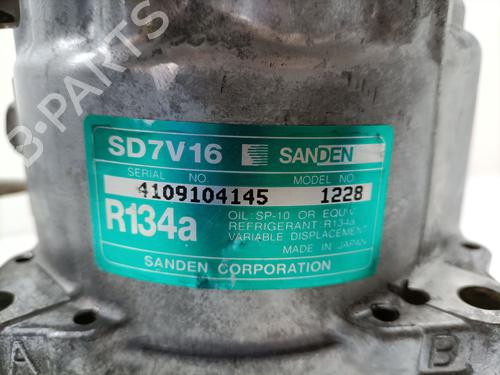 B-PARTS
SD7V16 SANDEN
SERIAL NO. MODEL NO.
4109104145 1228
R134a
OIL: SP-10 OR EQUIV
REFRIGERANT: R134a
VARIABLE DISPLACEMENT
MADE IN JAPAN
SANDEN CORPORATION
A B